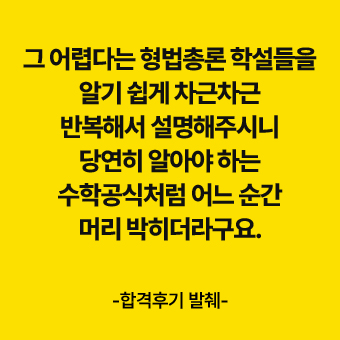 그 어렵다는 형법총론 학설들을
알기 쉽게 차근차근
반복해서 설명해주시니
당연히 알아야 하는
수학공식처럼 어느 순간
머리 박히더라구요.
-합격후기 발췌-